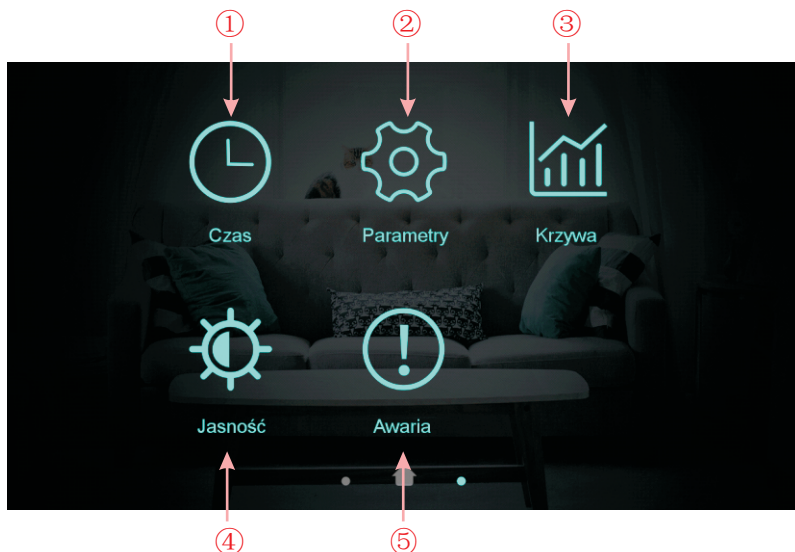 ① ② ③
Czas Parametry Krzywa
Jasność Awaria
④ ⑤